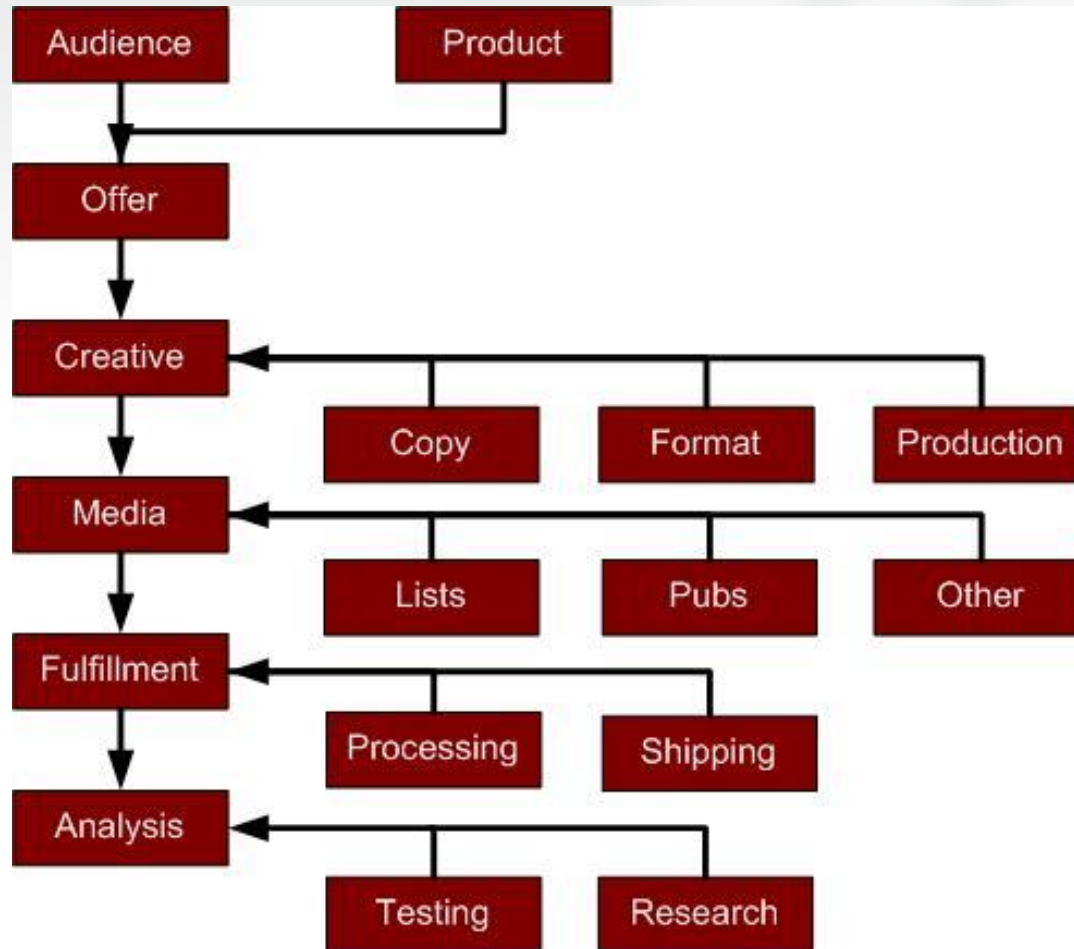 Audience
Product
Offer
Creative
Copy
Format
Production
Media
Lists
Pubs
Other
Fulfillment
Processing
Shipping
Analysis
Testing
Research